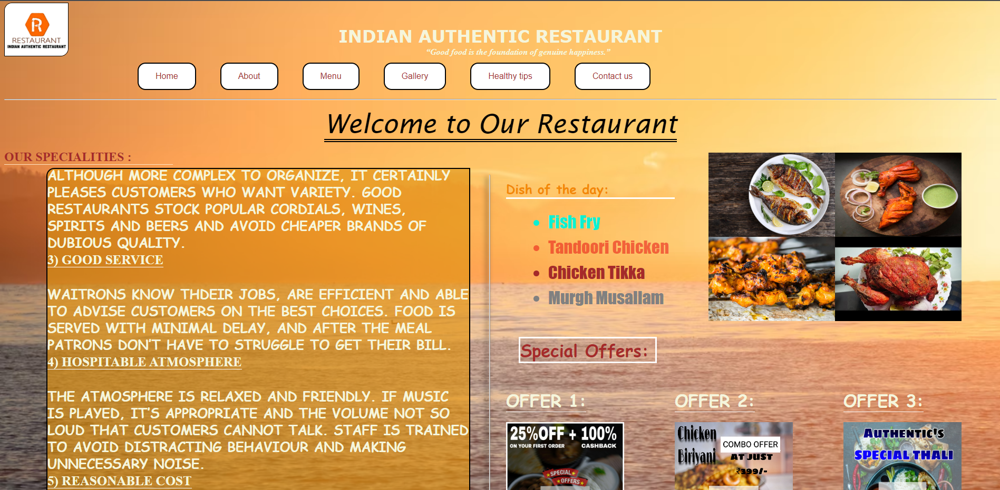 R
RESTAURANT
INDIAN AUTHENTIC RESTAURANT
INDIAN AUTHENTIC RESTAURANT
“Good food is the foundation of genuine happiness.”
Home
About
Menu
Gallery
Healthy tips
Contact us
Welcome to Our Restaurant
OUR SPECIALITIES :
ALTHOUGH MORE COMPLEX TO ORGANIZE, IT CERTAINLY
PLEASES CUSTOMERS WHO WANT VARIETY. GOOD
RESTAURANTS STOCK POPULAR CORDIALS, WINES,
SPIRITS AND BEERS AND AVOID CHEAPER BRANDS OF
DUBIOUS QUALITY.
3) GOOD SERVICE
WAITRONS KNOW THDEIR JOBS, ARE EFFICIENT AND ABLE
TO ADVISE CUSTOMERS ON THE BEST CHOICES. FOOD IS
SERVED WITH MINIMAL DELAY, AND AFTER THE MEAL
PATRONS DON'T HAVE TO STRUGGLE TO GET THEIR BILL.
4) HOSPITABLE ATMOSPHERE
THE ATMOSPHERE IS RELAXED AND FRIENDLY. IF MUSIC
IS PLAYED, IT'S APPROPRIATE AND THE VOLUME NOT SO
LOUD THAT CUSTOMERS CANNOT TALK. STAFF IS TRAINED
TO AVOID DISTRACTING BEHAVIOUR AND MAKING
UNNECESSARY NOISE.
5) REASONABLE COST
Dish of the day:
Fish Fry
Tandoori Chicken
Chicken Tikka
Murgh Musallam
Special Offers:
OFFER 1:
25%OFF + 100%
ON YOUR FIRST ORDER CASHBACK
SPECIAL
OFFERS
OFFER 2:
Chicken
Biriyani
COMBO OFFER
AT JUST
₹399/-
OFFER 3:
AUTHENTIC'S
SPECIAL THALI